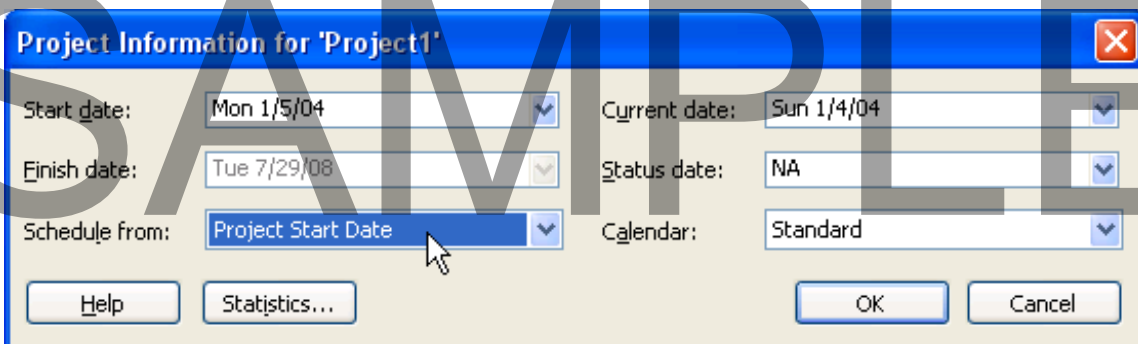 SAMPLE
Project Information for 'Project1'
Start date: Mon 1/5/04 Current date: Sun 1/4/04
Finish date: Tue 7/29/08 Status date: NA
Schedule from: Project Start Date Calendar: Standard
Help Statistics... OK Cancel